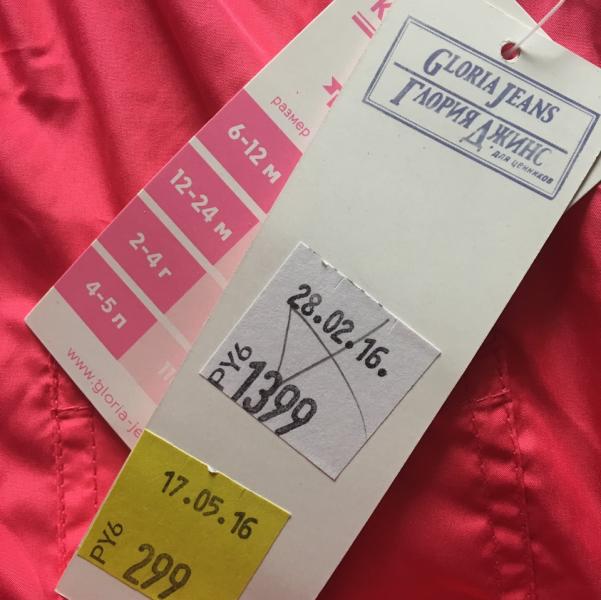 GLORIA JEANS
ГЛОРИЯ ДЖИНС
для ценников
размер
6-12 м
12-24 м
2-4 г
4-5 л
www.gloria-je
28.02.16.
РУб 1399
17.05.16
РУб 299